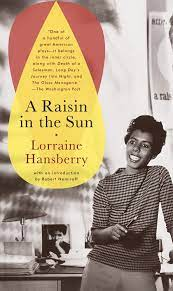 "One of
a handful of
great American
plays—it belongs
in the inner circle,
along with Death of a
Salesman, Long Day's
Journey Into Night, and
The Glass Menagerie."
—The Washington Post
A Raisin in the Sun
Lorraine
Hansberry
with an introduction
by Robert Nemiroff